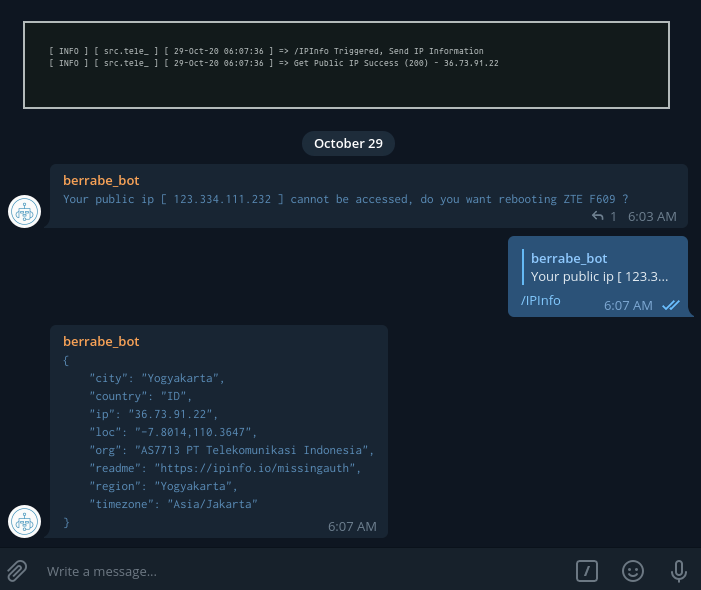 [ INFO ] [ src.tele_ ] [ 29-Oct-20 06:07:36 ] => /IPInfo Triggered, Send IP Information
[ INFO ] [ src.tele_ ] [ 29-Oct-20 06:07:36 ] => Get Public IP Success (200) - 36.73.91.22
October 29
berrabe_bot
Your public ip [ 123.334.111.232 ] cannot be accessed, do you want rebooting ZTE F609 ?
1 6:03 AM
berrabe_bot
Your public ip [ 123.3...
/IPInfo 6:07 AM
berrabe_bot
{
"city": "Yogyakarta",
"country": "ID",
"ip": "36.73.91.22",
"loc": "-7.8014,110.3647",
"org": "AS7713 PT Telekomunikasi Indonesia",
"readme": "https://ipinfo.io/missingauth",
"region": "Yogyakarta",
"timezone": "Asia/Jakarta"
}
6:07 AM
Write a message...
/